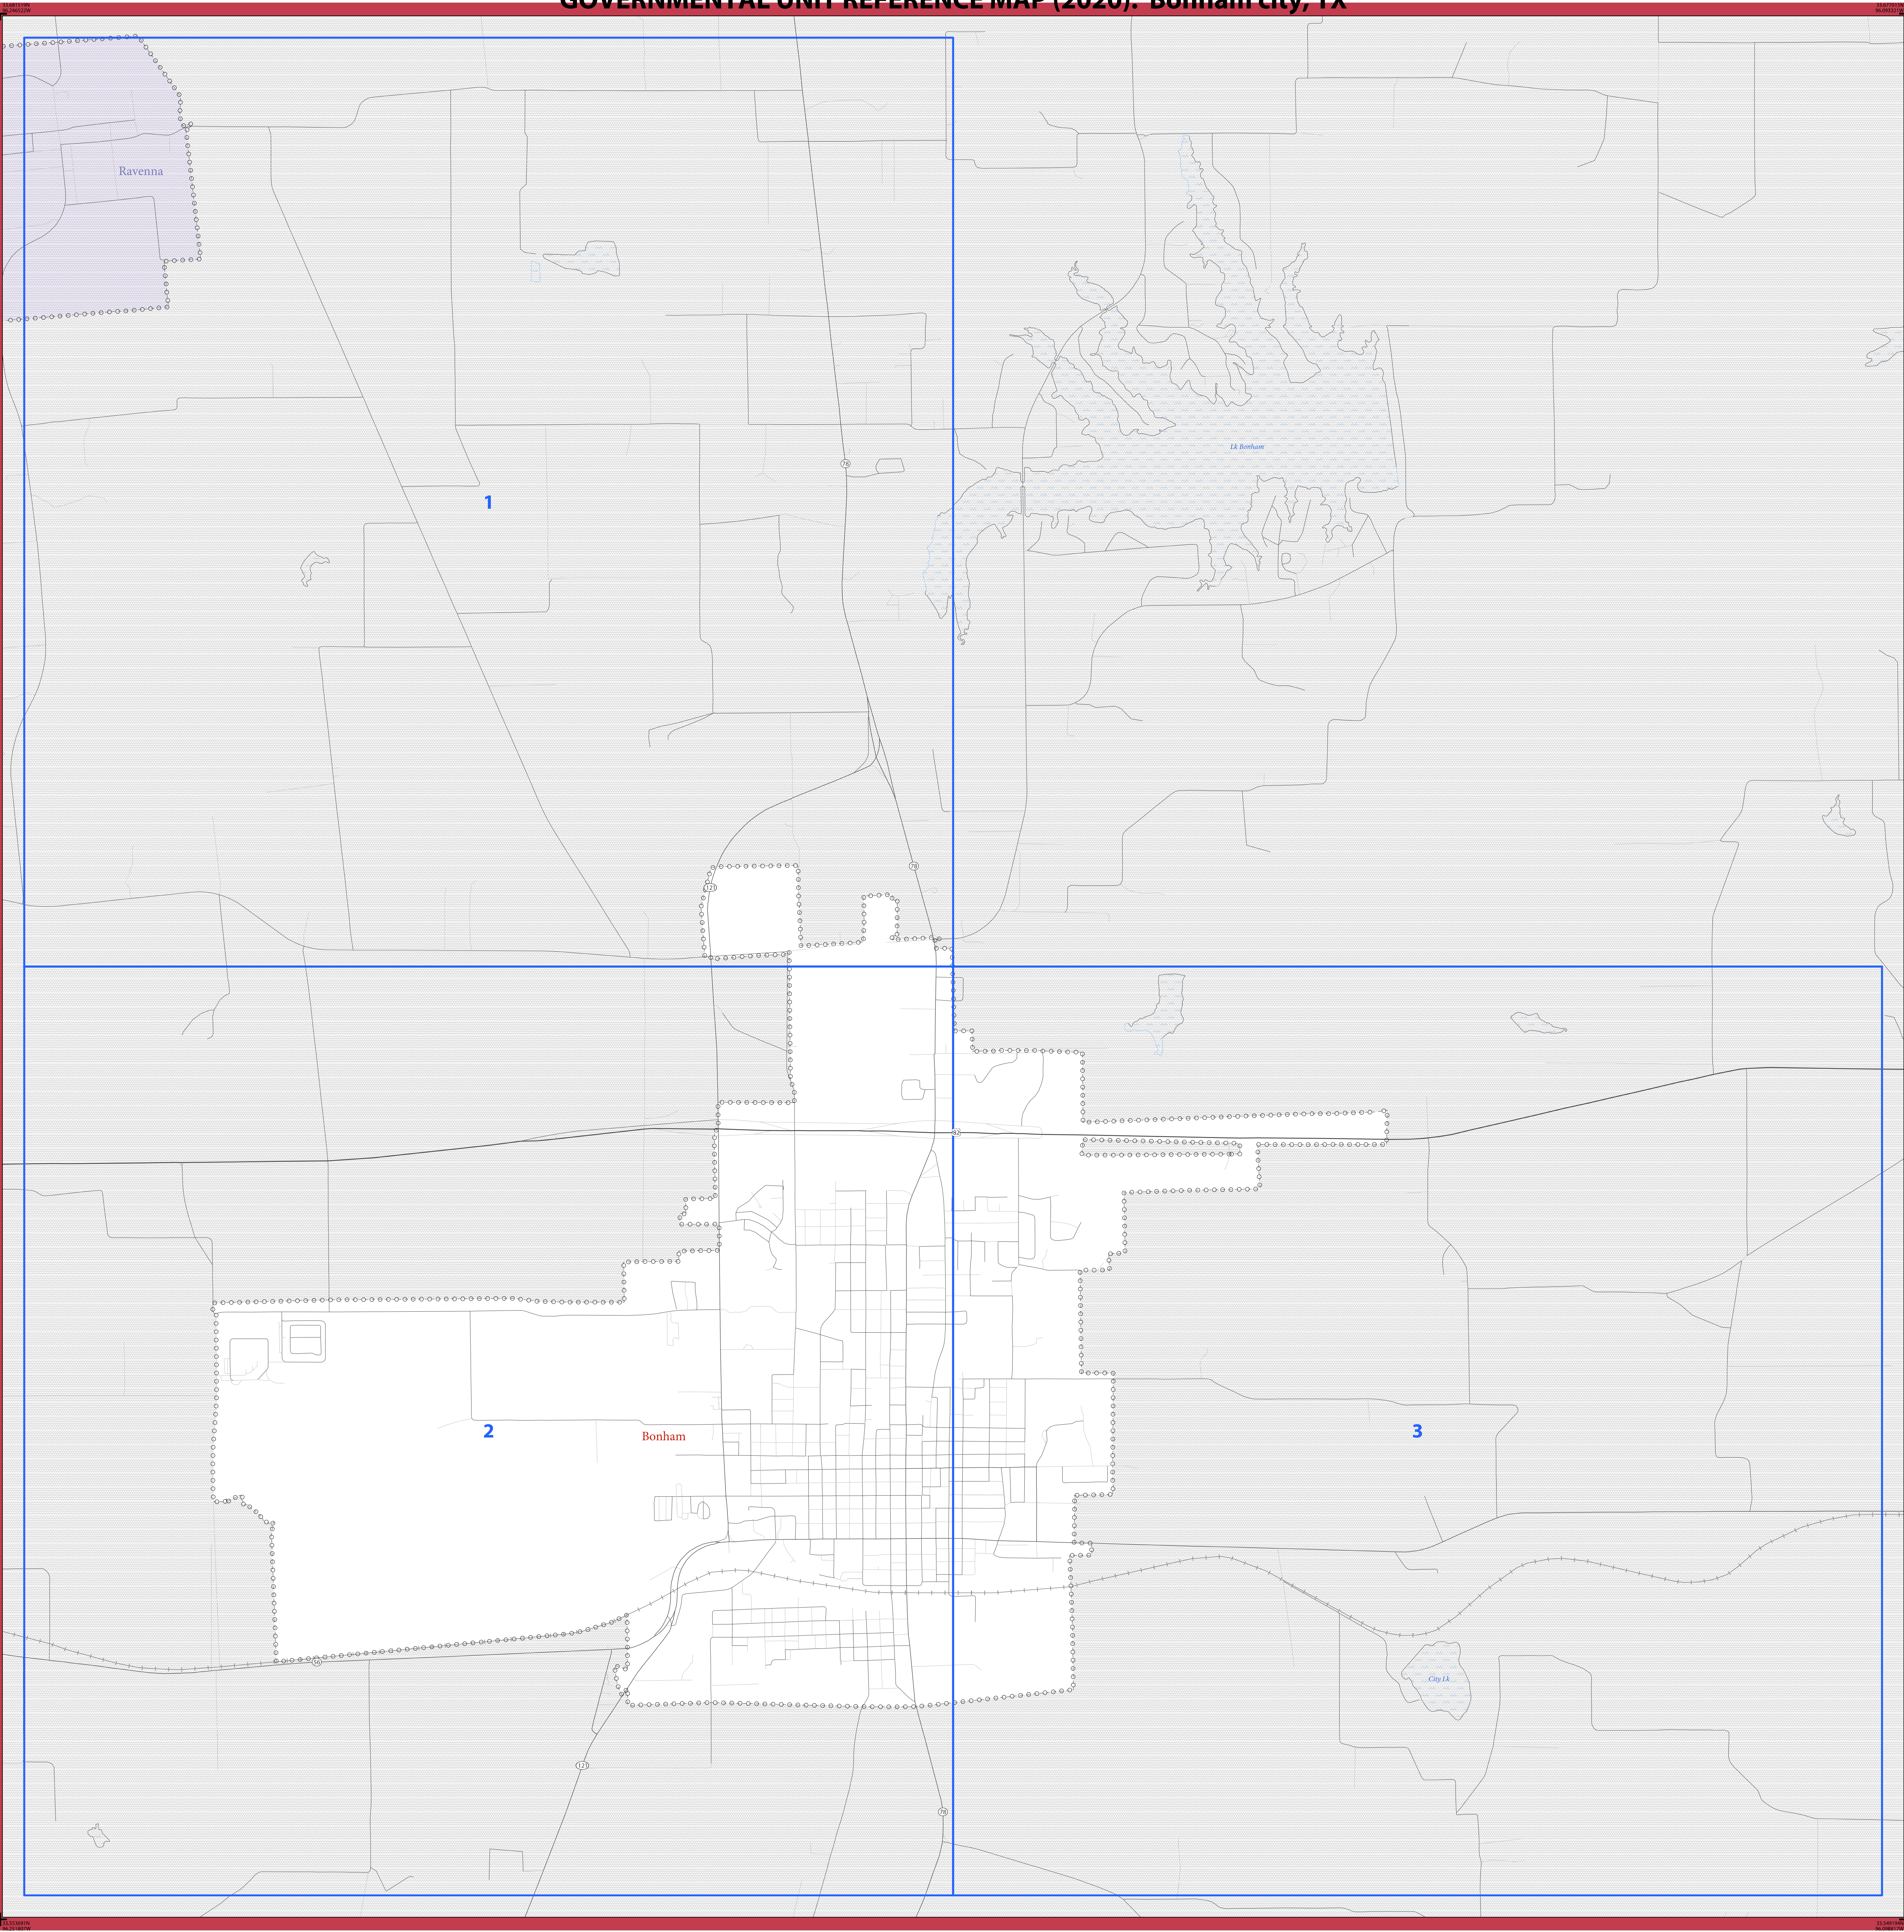 GOVERNMENTAL UNIT REFERENCE MAP (2020): Bonham city, TX
Ravenna
Lk Bonham
78
1
78
121
82
2
Bonham
3
56
City Lk
121
78